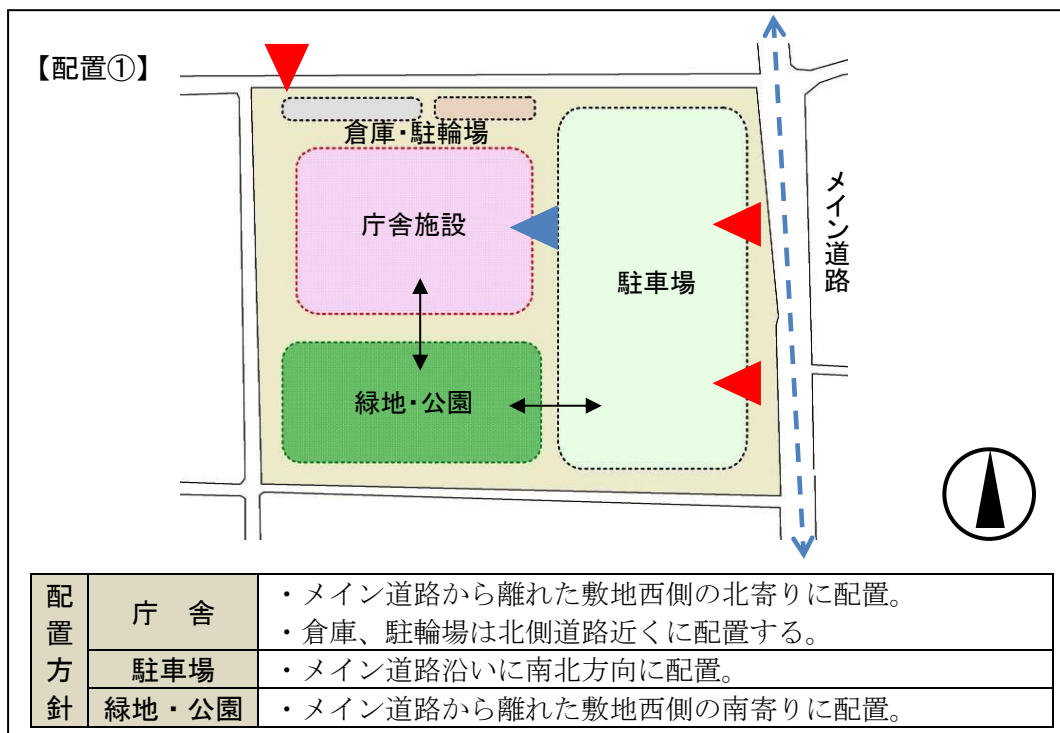 【配置①】
倉庫・駐輪場
庁舎施設
駐車場
メイン道路
緑地・公園
配置方針
庁 舎
・メイン道路から離れた敷地西側の北寄りに配置。
・倉庫、駐輪場は北側道路近くに配置する。
駐車場
・メイン道路沿いに南北方向に配置。
緑地・公園
・メイン道路から離れた敷地西側の南寄りに配置。